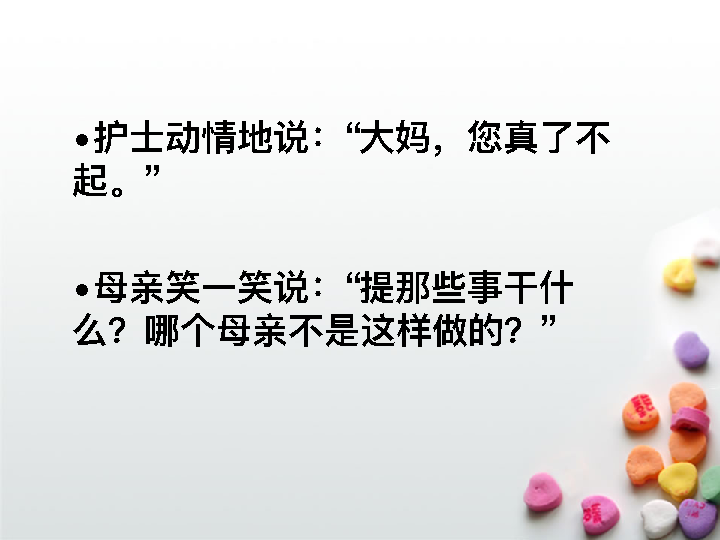 •护士动情地说：“大妈，您真了不
起。”
•母亲笑一笑说：“提那些事干什
么？哪个母亲不是这样做的？”